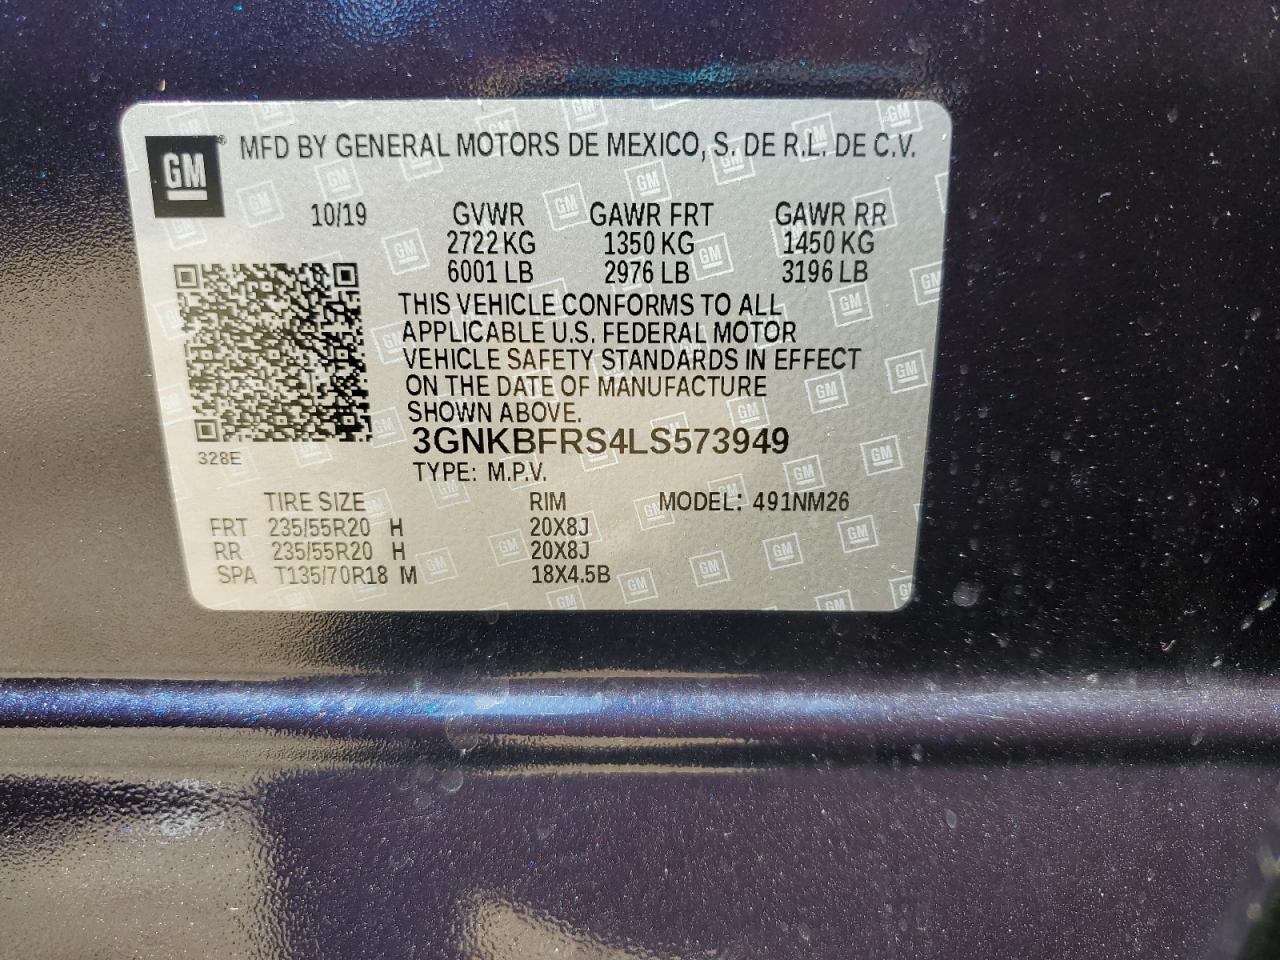 GM® MFD BY GENERAL MOTORS DE MEXICO, S. DE R.L. DE C.V.
10/19 GVWR GAWR FRT GAWR RR
2722 KG 1350 KG 1450 KG
6001 LB 2976 LB 3196 LB
THIS VEHICLE CONFORMS TO ALL
APPLICABLE U.S. FEDERAL MOTOR
VEHICLE SAFETY STANDARDS IN EFFECT
ON THE DATE OF MANUFACTURE
SHOWN ABOVE.
3GNKBFRS4LS573949
328E
TYPE: M.P.V.
TIRE SIZE RIM MODEL: 491NM26
FRT 235/55R20 H 20X8J
RR 235/55R20 H 20X8J
SPA T135/70R18 M 18X4.5B